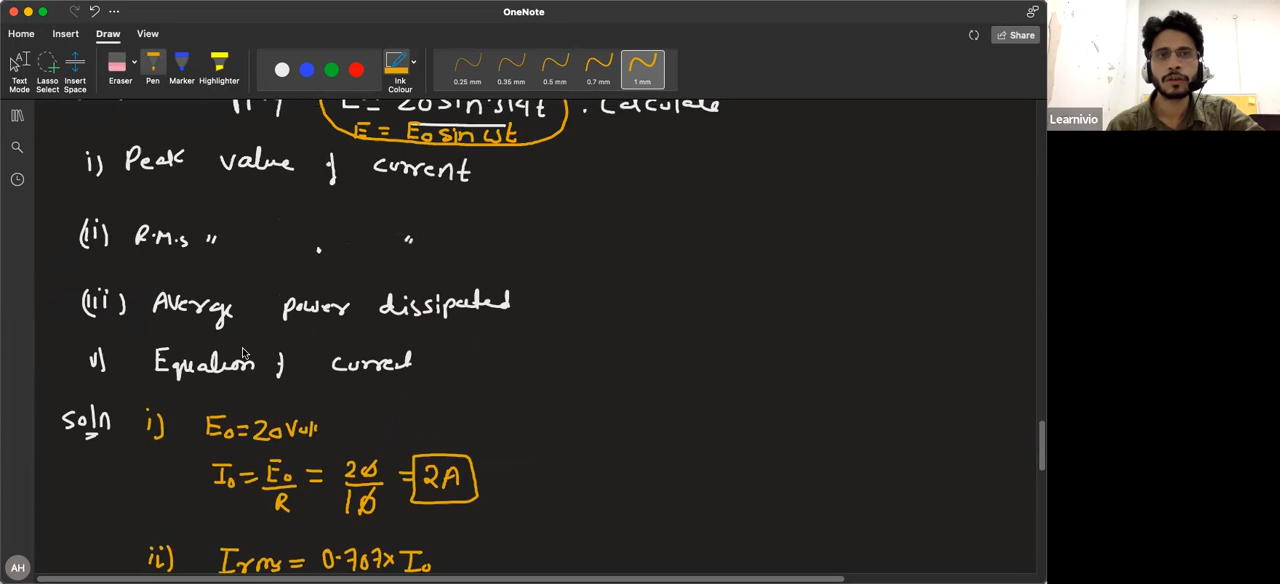 OneNote
Home Insert Draw View
Share
Text Mode
Lasso Select
Insert Space
Eraser
Pen
Marker
Highlighter
Ink Colour
0.25 mm
0.35 mm
0.5 mm
0.7 mm
1 mm
Learnivio
E = 20 sin 314t . Calculate
E = E₀ sin ωt
i) Peak value of current
(ii) R.M.s " . "
(iii) Average power dissipated
v) Equation of current
Soln i) E₀ = 20 Volt
I₀ = E₀/R = 20/10 = 2A
ii) Irms = 0.707 × I₀
AH